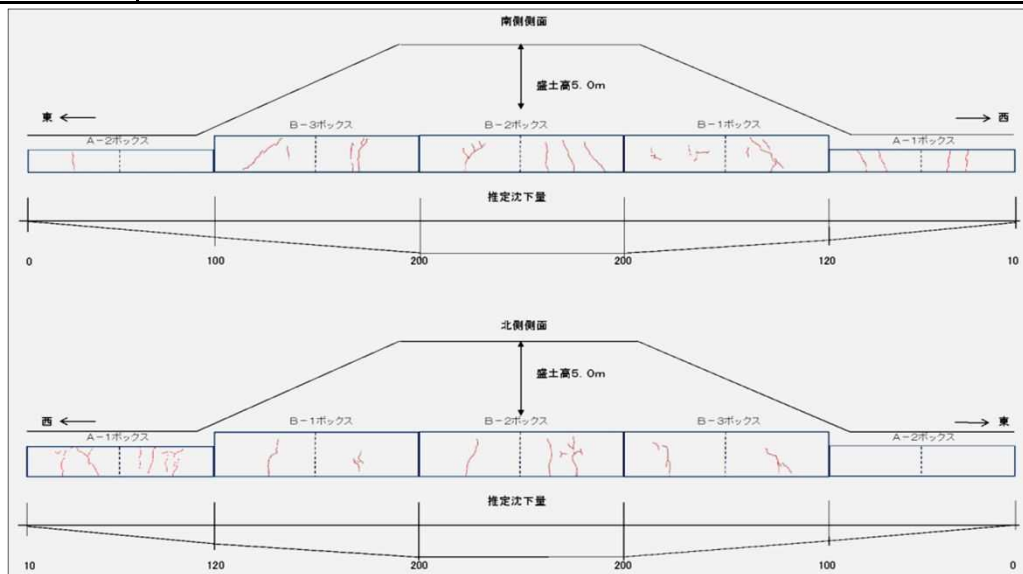 南側側面
盛土高5.0m
東
西
A-2ボックス
B-3ボックス
B-2ボックス
B-1ボックス
A-1ボックス
推定沈下量
0
100
200
200
120
10
北側側面
盛土高5.0m
西
東
A-1ボックス
B-1ボックス
B-2ボックス
B-3ボックス
A-2ボックス
推定沈下量
10
120
200
200
100
0